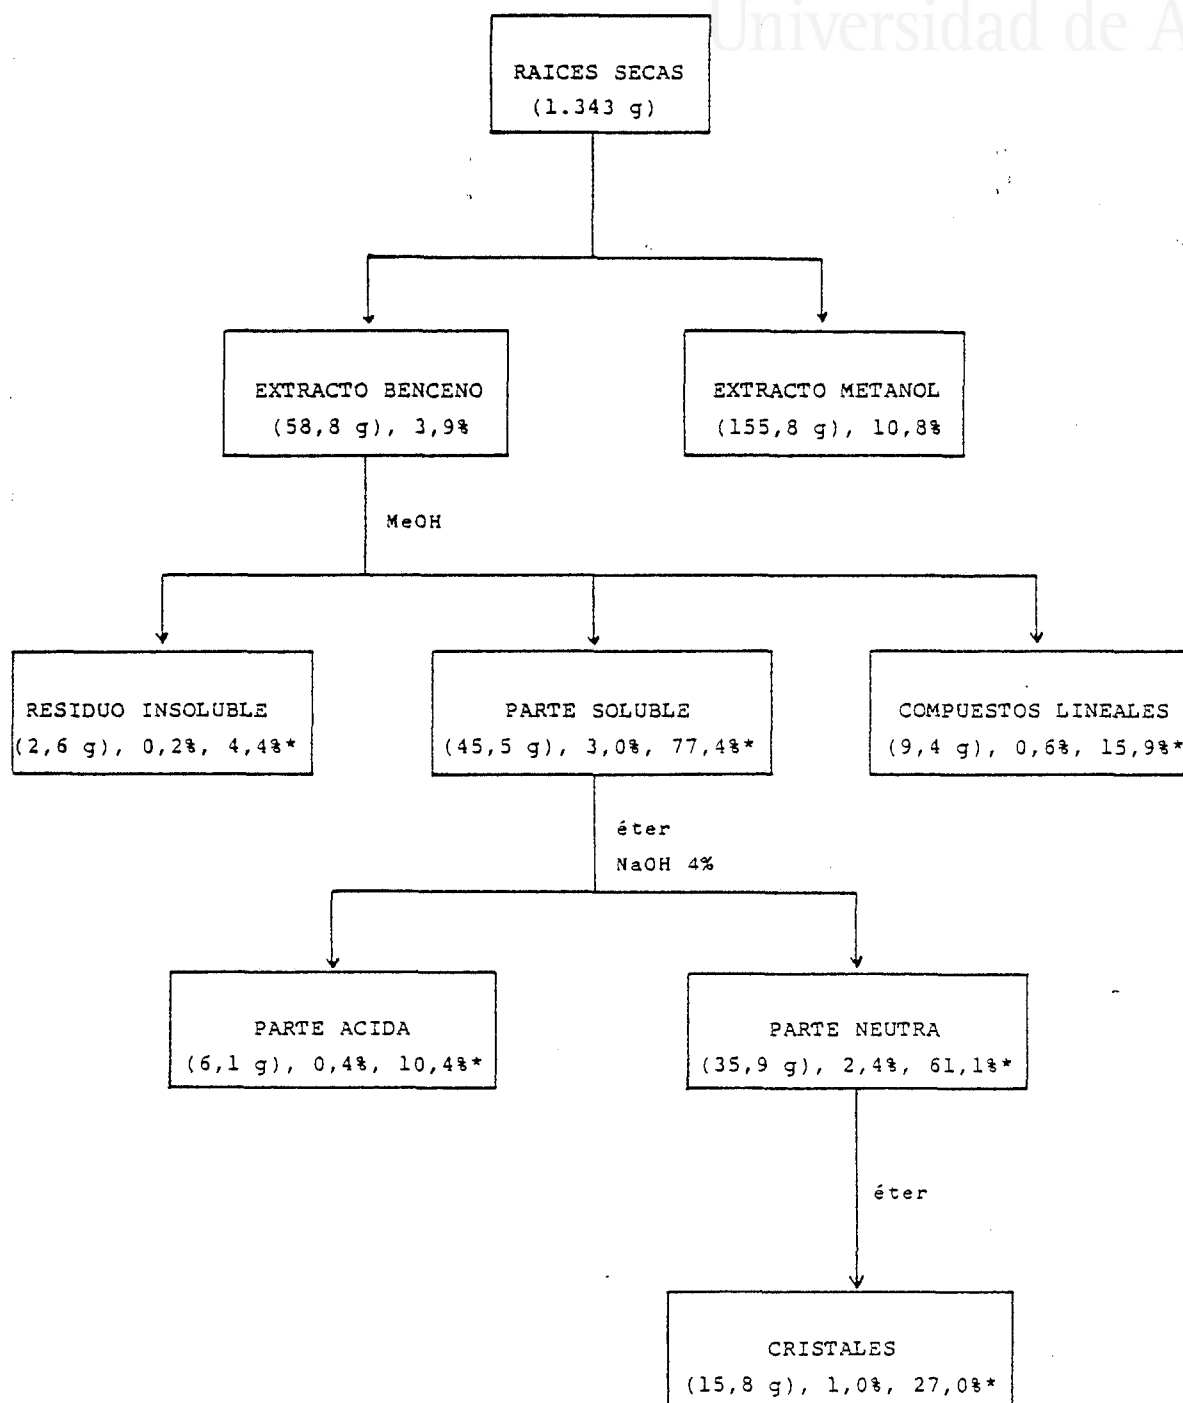 Universidad de A
RAICES SECAS
(1.343 g)
EXTRACTO BENCENO
(58,8 g), 3,9%
EXTRACTO METANOL
(155,8 g), 10,8%
MeOH
RESIDUO INSOLUBLE
(2,6 g), 0,2%, 4,4%*
PARTE SOLUBLE
(45,5 g), 3,0%, 77,4%*
COMPUESTOS LINEALES
(9,4 g), 0,6%, 15,9%*
éter
NaOH 4%
PARTE ACIDA
(6,1 g), 0,4%, 10,4%*
PARTE NEUTRA
(35,9 g), 2,4%, 61,1%*
éter
CRISTALES
(15,8 g), 1,0%, 27,0%*